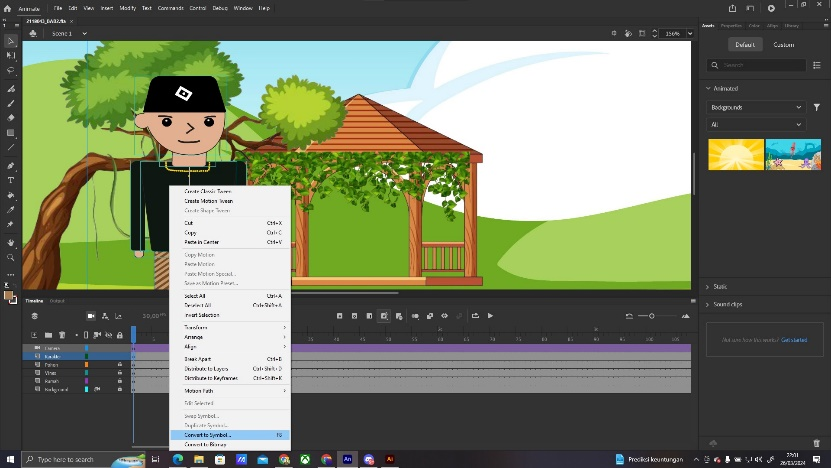 Animate
File
Edit
View
Insert
Modify
Text
Commands
Control
Debug
Window
Help
Scene 1
156%
Assets
Properties
Color
Align
Library
Default
Custom
Search
Animated
Backgrounds
All
Static
Sound clips
Get started
Create Classic Tween
Create Motion Tween
Create Shape Tween
Cut Ctrl+X
Copy Ctrl+C
Paste in Center Ctrl+V
Copy Motion
Paste Motion
Paste Motion Special...
Save as Motion Preset...
Select All Ctrl+A
Deselect All Ctrl+Shift+A
Invert Selection
Transform
Arrange
Align
Break Apart Ctrl+B
Distribute to Layers Ctrl+Shift+D
Distribute to Keyframes Ctrl+Shift+K
Motion Path
Edit Selected
Swap Symbol...
Duplicate Symbol...
Convert to Symbol... F8
Convert to Bitmap
Timeline
Output
Camera
Pohon
Vines
Rumah
Background
Type here to search
Prediksi keuntungan
22:01
26/03/2024